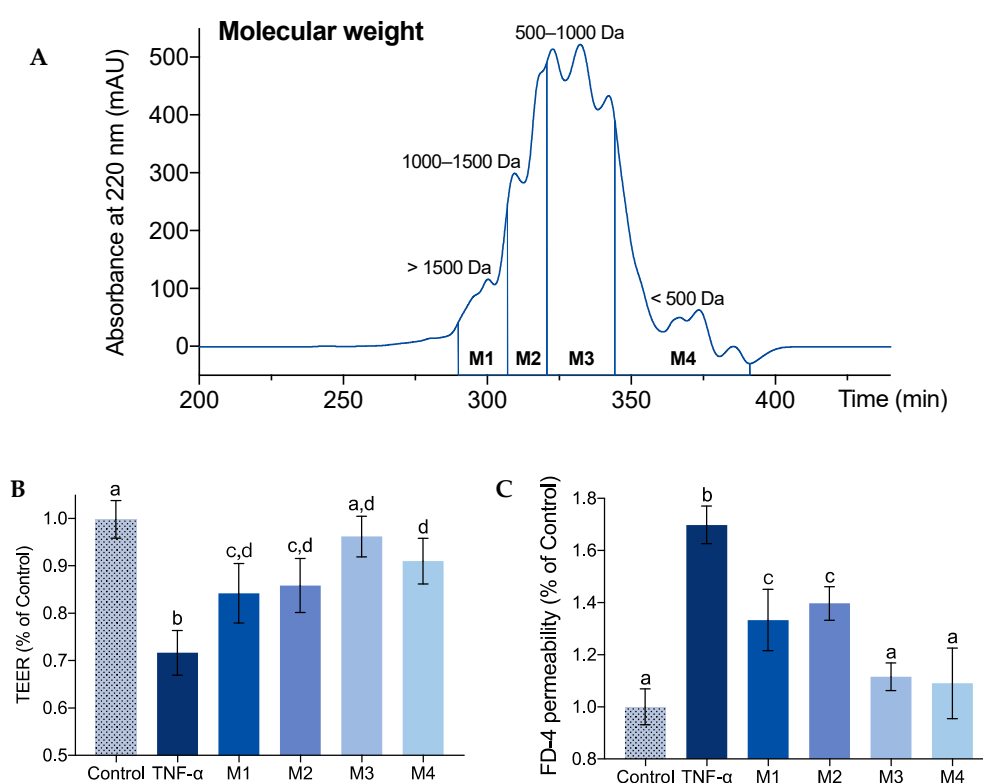 A
Molecular weight
Absorbance at 220 nm (mAU)
500
400
300
200
100
0
> 1500 Da
1000–1500 Da
500–1000 Da
< 500 Da
M1 M2 M3 M4
200 250 300 350 400 Time (min)
B
TEER (% of Control)
1.0
0.9
0.8
0.7
0.6
0.5
a b c,d c,d a,d d
Control TNF-α M1 M2 M3 M4
C
FD-4 permeability (% of Control)
1.8
1.6
1.4
1.2
1.0
0.8
a b c c a a
Control TNF-α M1 M2 M3 M4